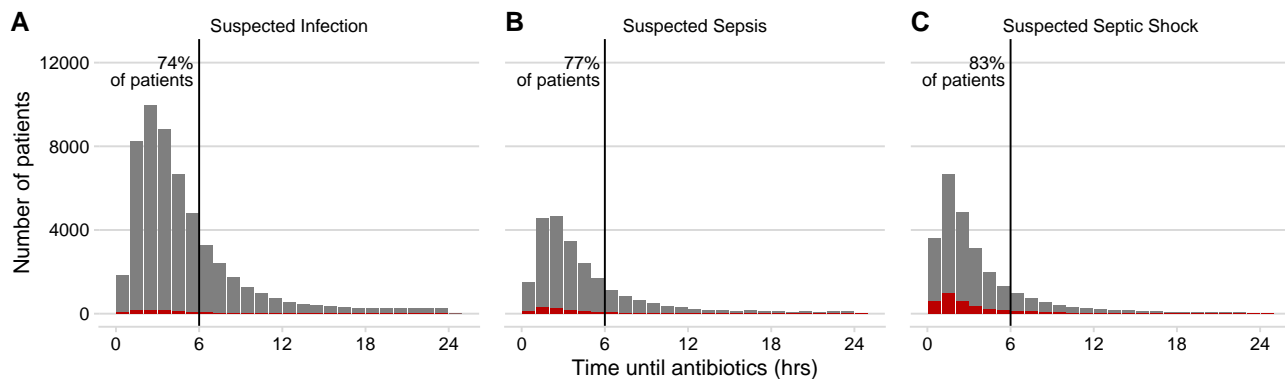 A Suspected Infection
B Suspected Sepsis
C Suspected Septic Shock
74%
of patients
77%
of patients
83%
of patients
Number of patients
12000
8000
4000
0
0 6 12 18 24
0 6 12 18 24
0 6 12 18 24
Time until antibiotics (hrs)